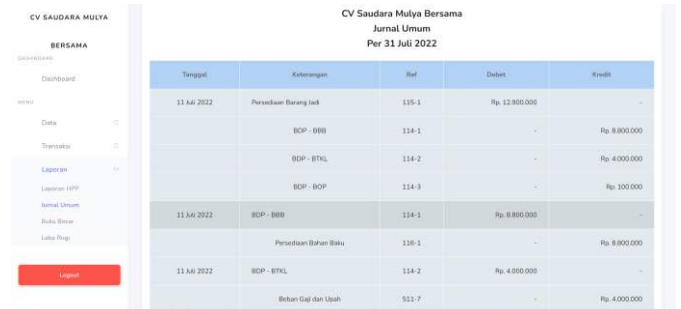 CV SAUDARA MULYA
BERSAMA
DASHBOARD
Dashboard
MENU
Data
Transaksi
Laporan
Laporan HPP
Jurnal Umum
Buku Besar
Laba Rugi
Logout
CV Saudara Mulya Bersama
Jurnal Umum
Per 31 Juli 2022
Tanggal Keterangan Ref Debet Kredit
11 Juli 2022 Persediaan Barang Jadi 115-1 Rp. 12.900.000 -
BDP - BBB 114-1 - Rp. 8.800.000
BDP - BTKL 114-2 - Rp. 4.000.000
BDP - BOP 114-3 - Rp. 100.000
11 Juli 2022 BDP - BBB 114-1 Rp. 8.800.000 -
Persediaan Bahan Baku 116-1 - Rp. 8.800.000
11 Juli 2022 BDP - BTKL 114-2 Rp. 4.000.000 -
Beban Gaji dan Upah 511-7 - Rp. 4.000.000